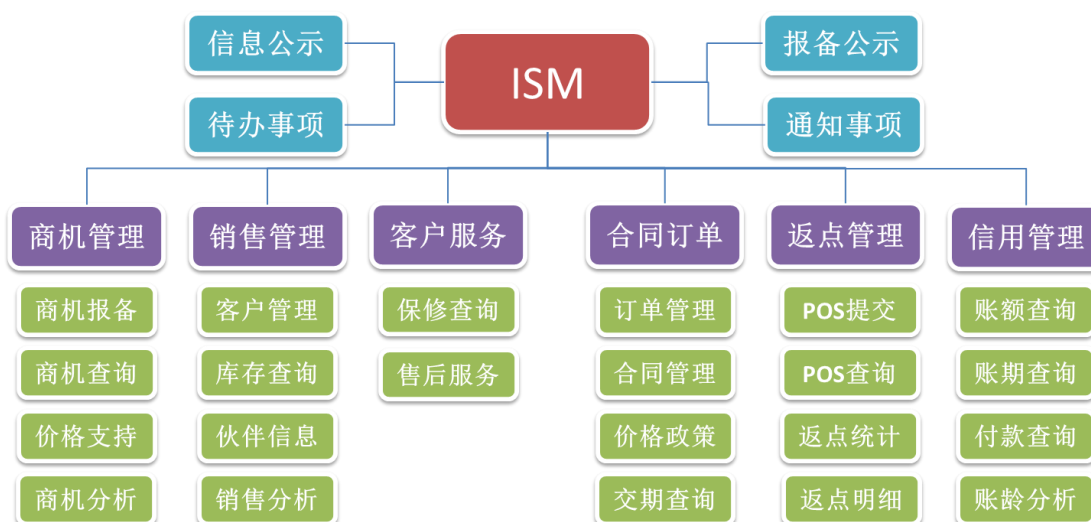 信息公示
ISM
报备公示
待办事项
通知事项
商机管理
销售管理
客户服务
合同订单
返点管理
信用管理
商机报备
客户管理
保修查询
订单管理
POS提交
账额查询
商机查询
库存查询
售后服务
合同管理
POS查询
账期查询
价格支持
伙伴信息
价格政策
返点统计
付款查询
商机分析
销售分析
交期查询
返点明细
账龄分析